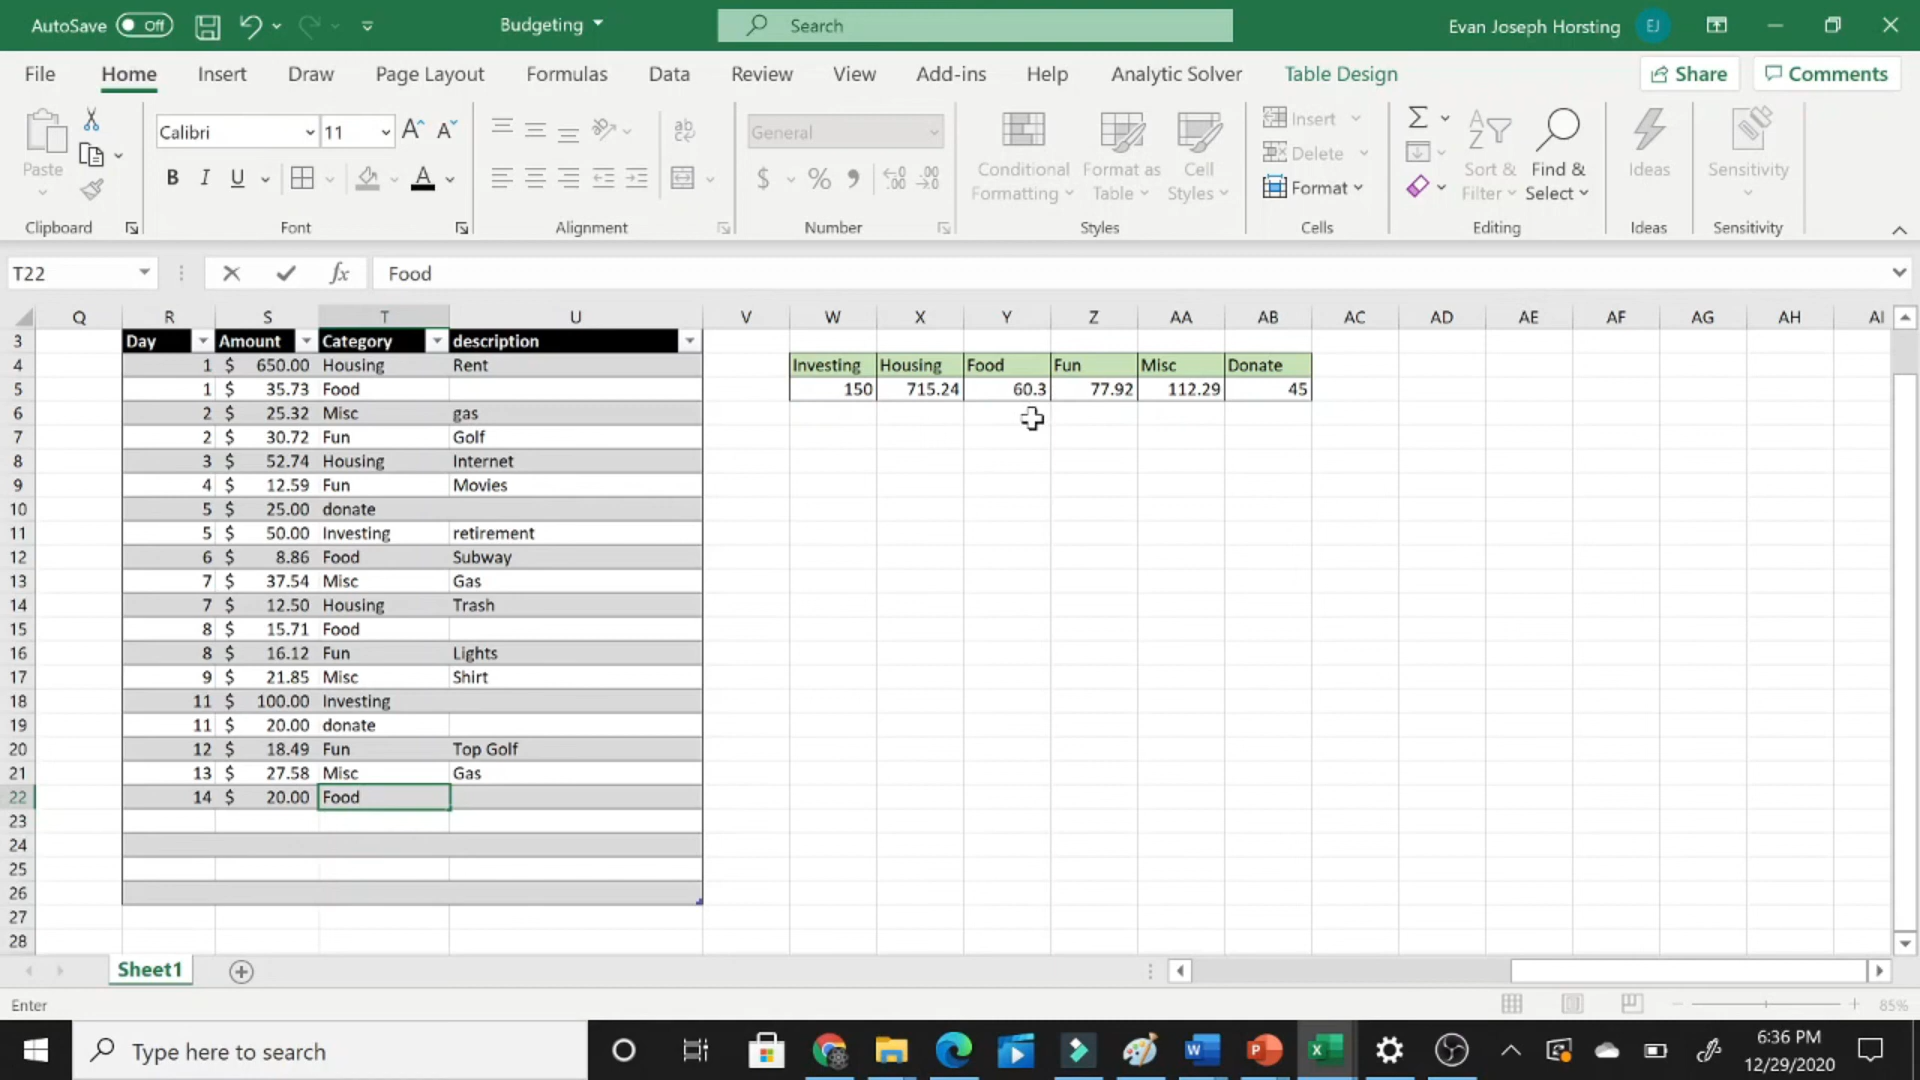 AutoSave Off Budgeting Search Evan Joseph Horsting EJ
File Home Insert Draw Page Layout Formulas Data Review View Add-ins Help Analytic Solver Table Design Share Comments
Paste Calibri 11 A A ab General Conditional Formatting Format as Table Cell Styles Insert Delete Format Sort & Filter Find & Select Ideas Sensitivity
B I U A $ % 9
Clipboard Font Alignment Number Styles Cells Editing Ideas Sensitivity
T22 fx Food
Q R S T U V W X Y Z AA AB AC AD AE AF AG AH AI
3 Day Amount Category description
4 1 $ 650.00 Housing Rent Investing Housing Food Fun Misc Donate
5 1 $ 35.73 Food 150 715.24 60.3 77.92 112.29 45
6 2 $ 25.32 Misc gas
7 2 $ 30.72 Fun Golf
8 3 $ 52.74 Housing Internet
9 4 $ 12.59 Fun Movies
10 5 $ 25.00 donate
11 5 $ 50.00 Investing retirement
12 6 $ 8.86 Food Subway
13 7 $ 37.54 Misc Gas
14 7 $ 12.50 Housing Trash
15 8 $ 15.71 Food
16 8 $ 16.12 Fun Lights
17 9 $ 21.85 Misc Shirt
18 11 $ 100.00 Investing
19 11 $ 20.00 donate
20 12 $ 18.49 Fun Top Golf
21 13 $ 27.58 Misc Gas
22 14 $ 20.00 Food
23
24
25
26
27
28
Sheet1
Enter 85%
Type here to search 6:36 PM
12/29/2020